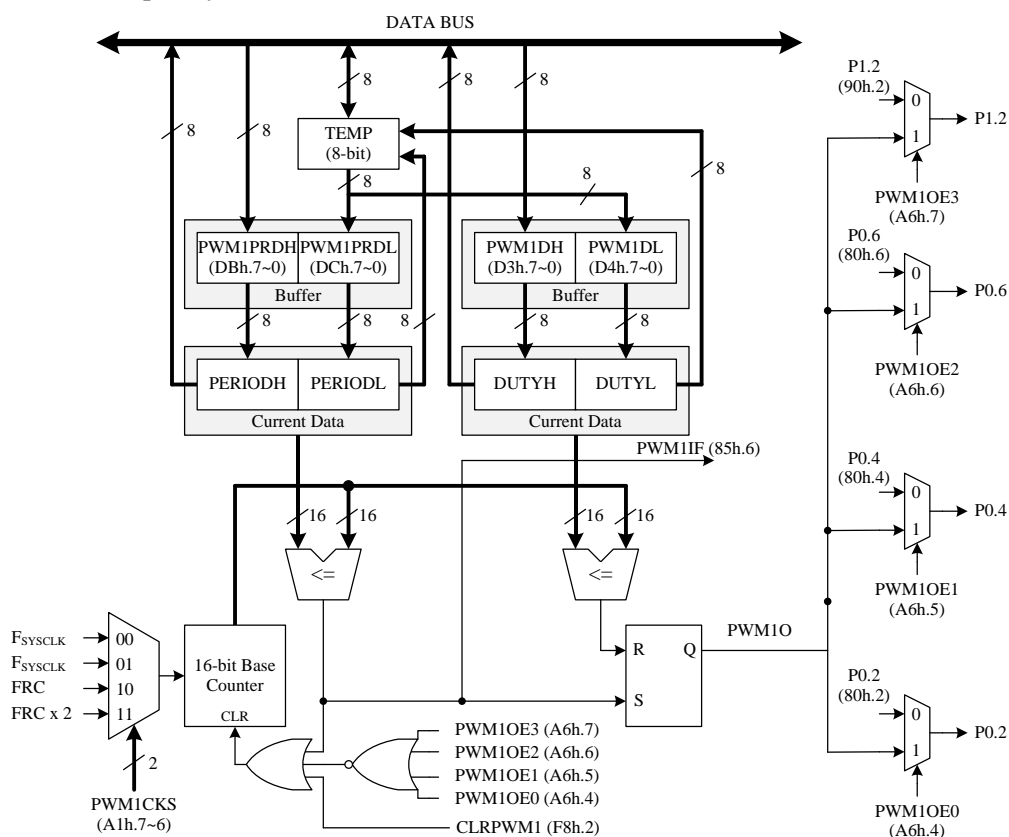 DATA BUS
8
8
8
8
8
TEMP
(8-bit)
8
8
8
PWM1PRDH
(DBh.7~0)
PWM1PRDL
(DCh.7~0)
Buffer
PWM1DH
(D3h.7~0)
PWM1DL
(D4h.7~0)
Buffer
8
8
8
8
8
PERIODH
PERIODL
Current Data
DUTYH
DUTYL
Current Data
PWM1IF (85h.6)
16
16
16
16
<=
<=
FSYSCLK
FSYSCLK
FRC
FRC x 2
00
01
10
11
2
PWM1CKS
(A1h.7~6)
16-bit Base
Counter
CLR
R
Q
S
PWM1O
PWM1OE3 (A6h.7)
PWM1OE2 (A6h.6)
PWM1OE1 (A6h.5)
PWM1OE0 (A6h.4)
CLRPWM1 (F8h.2)
P1.2
(90h.2)
0
1
P1.2
PWM1OE3
(A6h.7)
P0.6
(80h.6)
0
1
P0.6
PWM1OE2
(A6h.6)
P0.4
(80h.4)
0
1
P0.4
PWM1OE1
(A6h.5)
P0.2
(80h.2)
0
1
P0.2
PWM1OE0
(A6h.4)